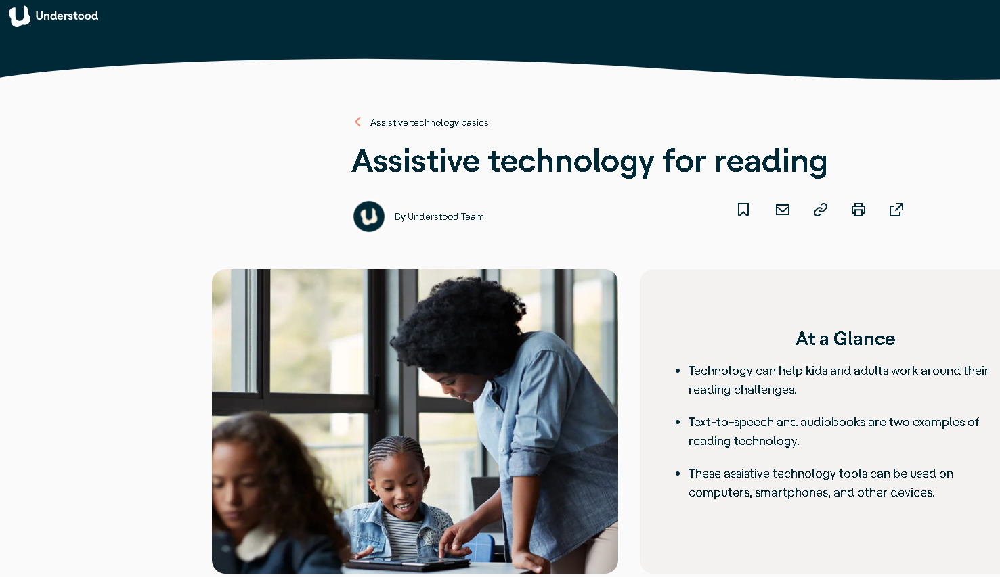 Understood
Assistive technology basics
Assistive technology for reading
By Understood Team
At a Glance
Technology can help kids and adults work around their
reading challenges.
Text-to-speech and audiobooks are two examples of
reading technology.
These assistive technology tools can be used on
computers, smartphones, and other devices.